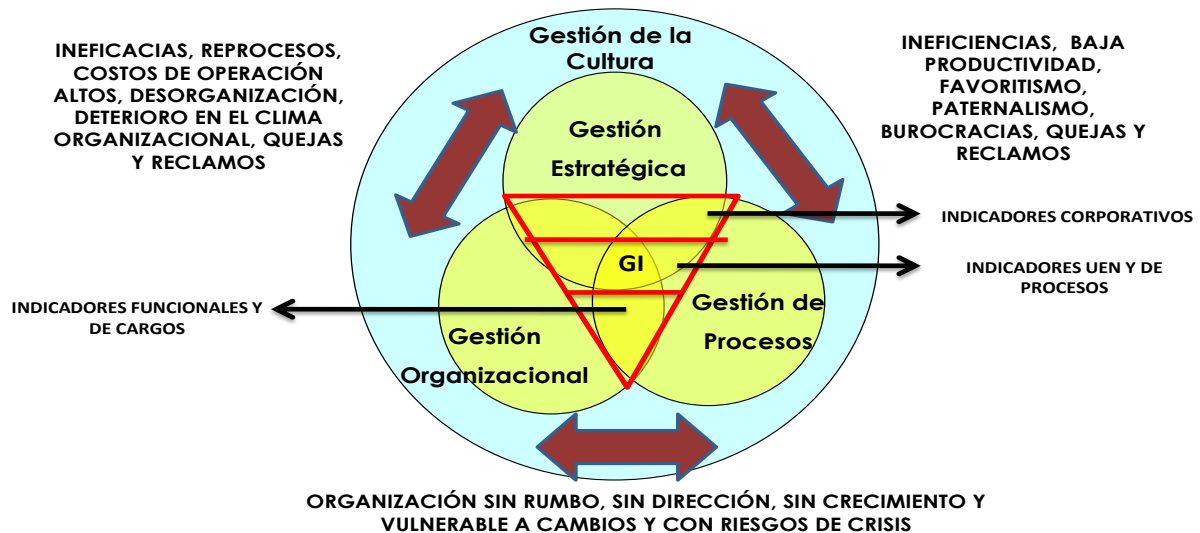 INEFICACIAS, REPROCESOS,
COSTOS DE OPERACIÓN
ALTOS, DESORGANIZACIÓN,
DETERIORO EN EL CLIMA
ORGANIZACIONAL, QUEJAS
Y RECLAMOS
Gestión de la
Cultura
INEFICIENCIAS, BAJA
PRODUCTIVIDAD,
FAVORITISMO,
PATERNALISMO,
BUROCRACIAS, QUEJAS Y
RECLAMOS
Gestión
Estratégica
INDICADORES CORPORATIVOS
GI
INDICADORES UEN Y DE
PROCESOS
INDICADORES FUNCIONALES Y
DE CARGOS
Gestión de
Procesos
Gestión
Organizacional
ORGANIZACIÓN SIN RUMBO, SIN DIRECCIÓN, SIN CRECIMIENTO Y
VULNERABLE A CAMBIOS Y CON RIESGOS DE CRISIS